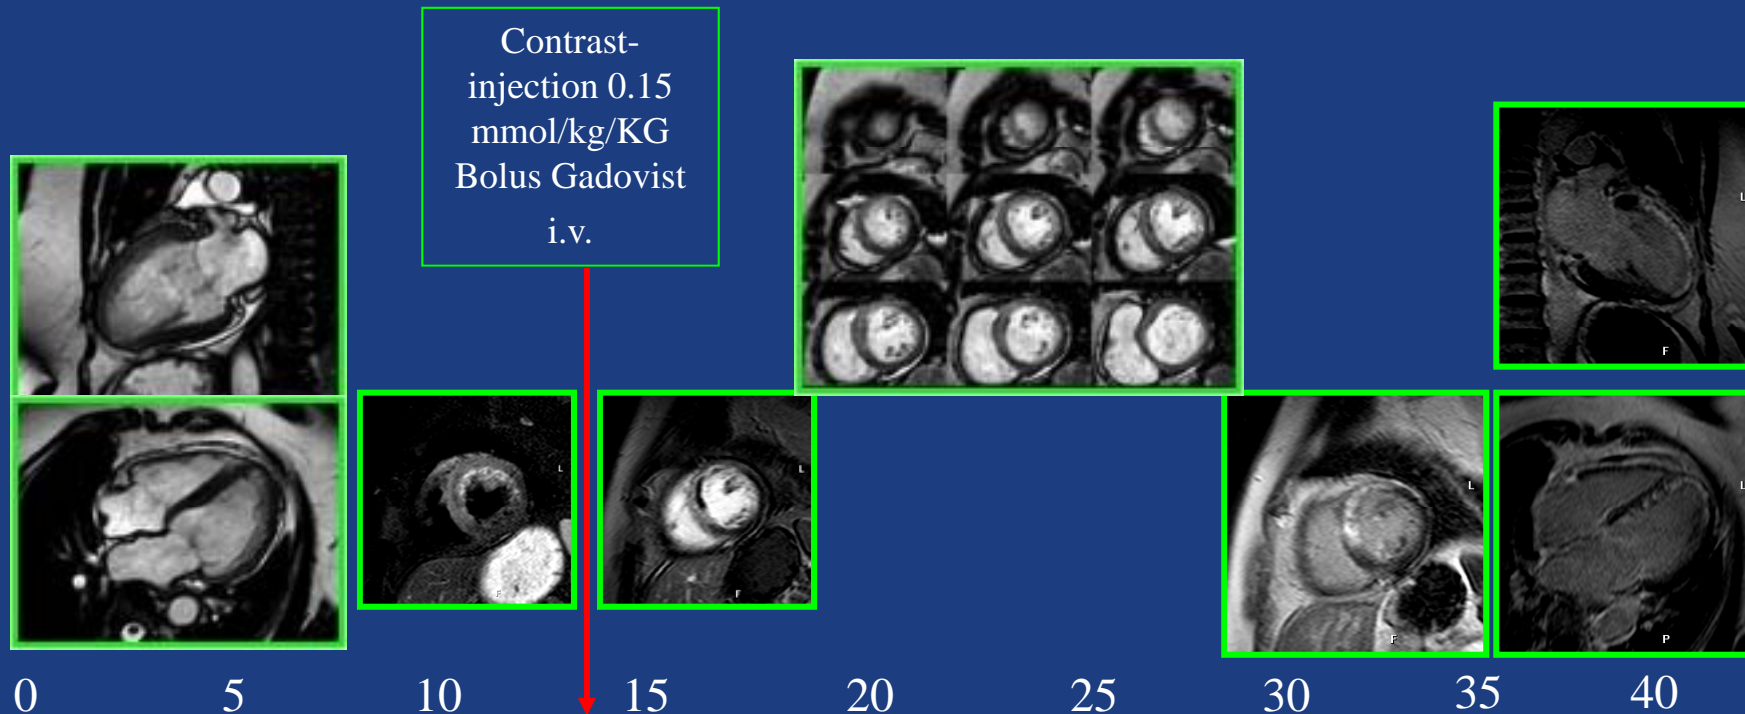 Contrast-
injection 0.15
mmol/kg/KG
Bolus Gadovist
i.v.
L
L
F
L
F
L
F
L
F
L
P
0 5 10 15 20 25 30 35 40